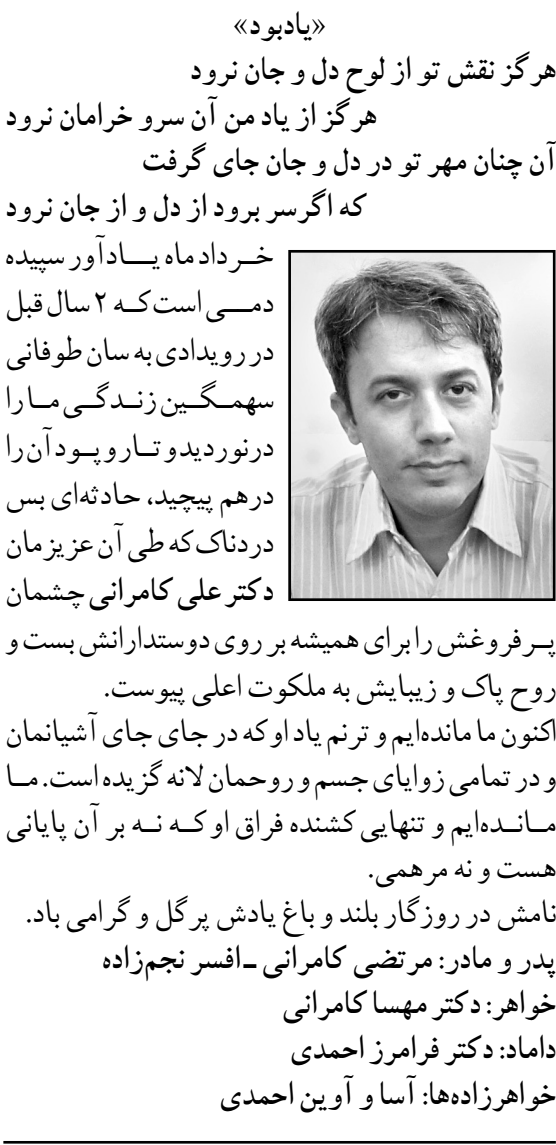 «یادبود»
هرگز نقش تو از لوح دل و جان نرود
هرگز از یاد من آن سرو خرامان نرود
آن چنان مهر تو در دل و جان جای گرفت
که اگرسر برود از دل و از جان نرود
خردادماه یادآور سپیده
دمی است که ۲ سال قبل
در رویدادی به سان طوفانی
سهمگین زندگی ما را
درنوردید و تار و پود آن را
درهم پیچید، حادثه‌ای بس
دردناک که طی آن عزیزمان
دکتر علی کامرانی چشمان
پرفروغش را برای همیشه بر روی دوستدارانش بست و
روح پاک و زیبایش به ملکوت اعلی پیوست.
اکنون ما مانده‌ایم و ترنم یاد او که در جای جای آشیانمان
و در تمامی زوایای جسم و روحمان لانه گزیده است. ما
مانده‌ایم و تنهایی کشنده فراق او که نه بر آن پایانی
هست و نه مرهمی.
نامش در روزگار بلند و باغ یادش پرگل و گرامی باد.
پدر و مادر: مرتضی کامرانی ـ افسر نجم‌زاده
خواهر: دکتر مهسا کامرانی
داماد: دکتر فرامرز احمدی
خواهرزاده‌ها: آسا و آوین احمدی